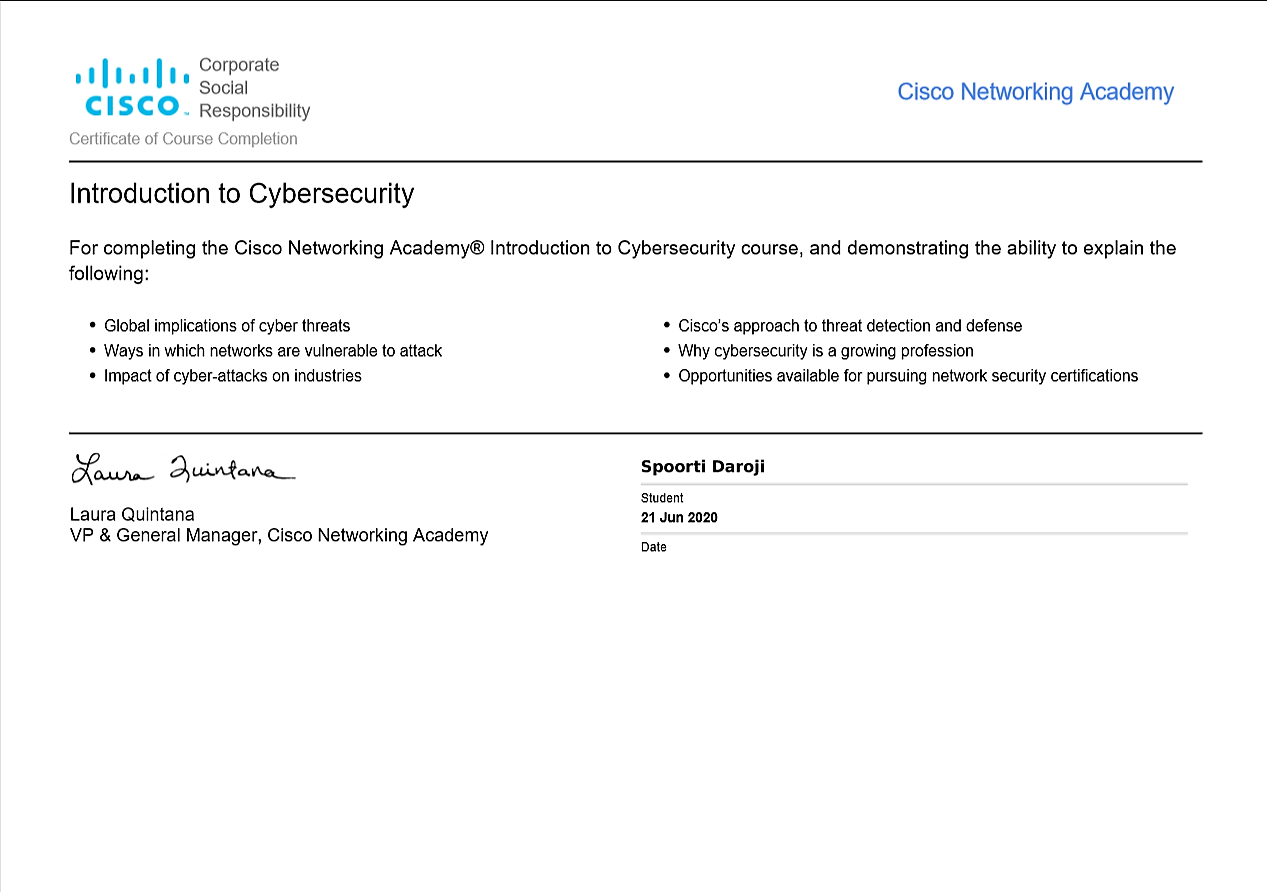 Corporate
Social
Responsibility
CISCO™
Certificate of Course Completion
Cisco Networking Academy
Introduction to Cybersecurity
For completing the Cisco Networking Academy® Introduction to Cybersecurity course, and demonstrating the ability to explain the
following:
• Global implications of cyber threats
• Ways in which networks are vulnerable to attack
• Impact of cyber-attacks on industries
• Cisco's approach to threat detection and defense
• Why cybersecurity is a growing profession
• Opportunities available for pursuing network security certifications
Laura Quintana
Laura Quintana
VP & General Manager, Cisco Networking Academy
Spoorti Daroji
Student
21 Jun 2020
Date